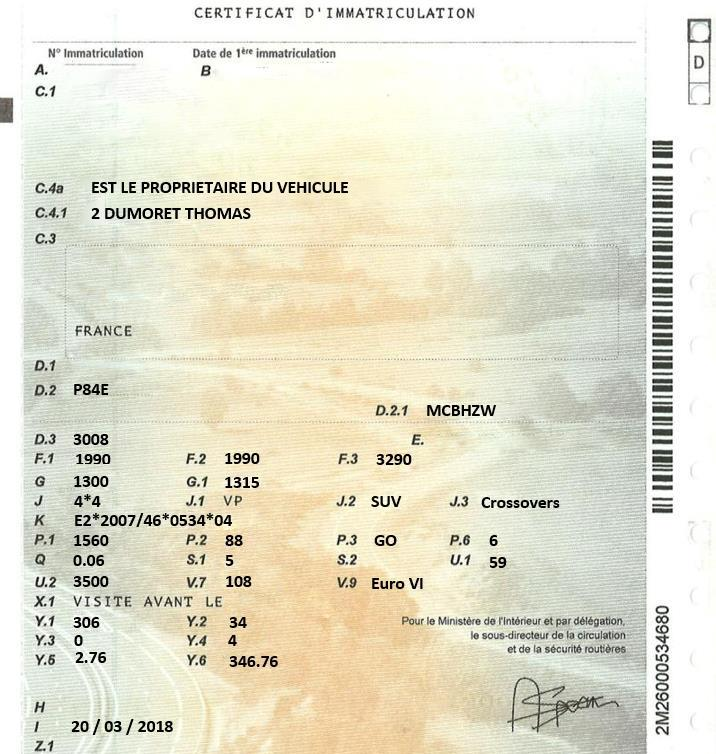 CERTIFICAT D'IMMATRICULATION
N° Immatriculation Date de 1ère immatriculation
A. B
C.1
D
C.4a EST LE PROPRIETAIRE DU VEHICULE
C.4.1 2 DUMORET THOMAS
C.3
FRANCE
D.1
D.2 P84E
D.2.1 MCBHZW
D.3 3008 E.
F.1 1990 F.2 1990 F.3 3290
G 1300 G.1 1315
J 4*4 J.1 VP J.2 SUV J.3 Crossovers
K E2*2007/46*0534*04
P.1 1560 P.2 88 P.3 GO P.6 6
Q 0.06 S.1 5 S.2 U.1 59
U.2 3500 V.7 108 V.9 Euro VI
X.1 VISITE AVANT LE
Y.1 306 Y.2 34
Y.3 0 Y.4 4
Y.5 2.76 Y.6 346.76
Pour le Ministère de l'Intérieur et par délégation,
le sous-directeur de la circulation
et de la sécurité routières
H
I 20 / 03 / 2018
Z.1
2M26000534680